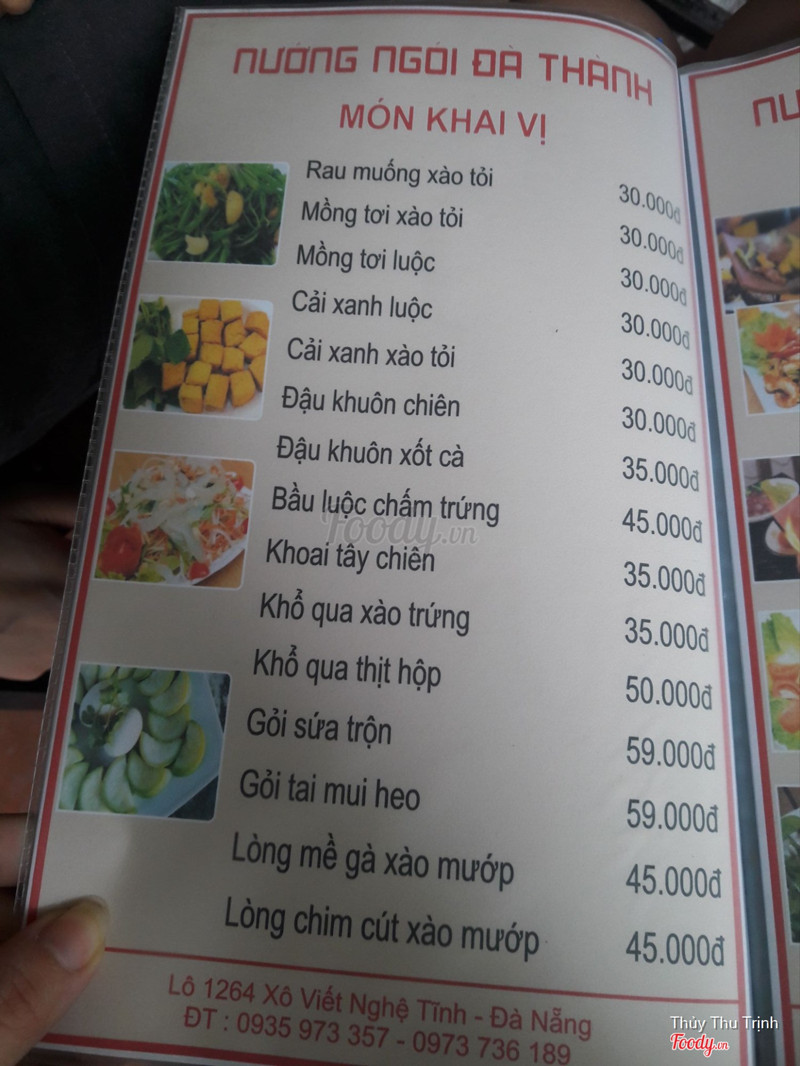 NƯỚNG NGÓI ĐÀ THÀNH
MÓN KHAI VỊ
Rau muống xào tỏi 30.000đ
Mồng tơi xào tỏi 30.000đ
Mồng tơi luộc 30.000đ
Cải xanh luộc 30.000đ
Cải xanh xào tỏi 30.000đ
Đậu khuôn chiên 30.000đ
Đậu khuôn xốt cà 35.000đ
Bầu luộc chấm trứng 45.000đ
Khoai tây chiên 35.000đ
Khổ qua xào trứng 35.000đ
Khổ qua thịt hộp 50.000đ
Gỏi sứa trộn 59.000đ
Gỏi tai mui heo 59.000đ
Lòng mề gà xào mướp 45.000đ
Lòng chim cút xào mướp 45.000đ
Lô 1264 Xô Viết Nghệ Tĩnh - Đà Nẵng
ĐT : 0935 973 357 - 0973 736 189
Foody.vn
Thủy Thu Trịnh
Foody.vn